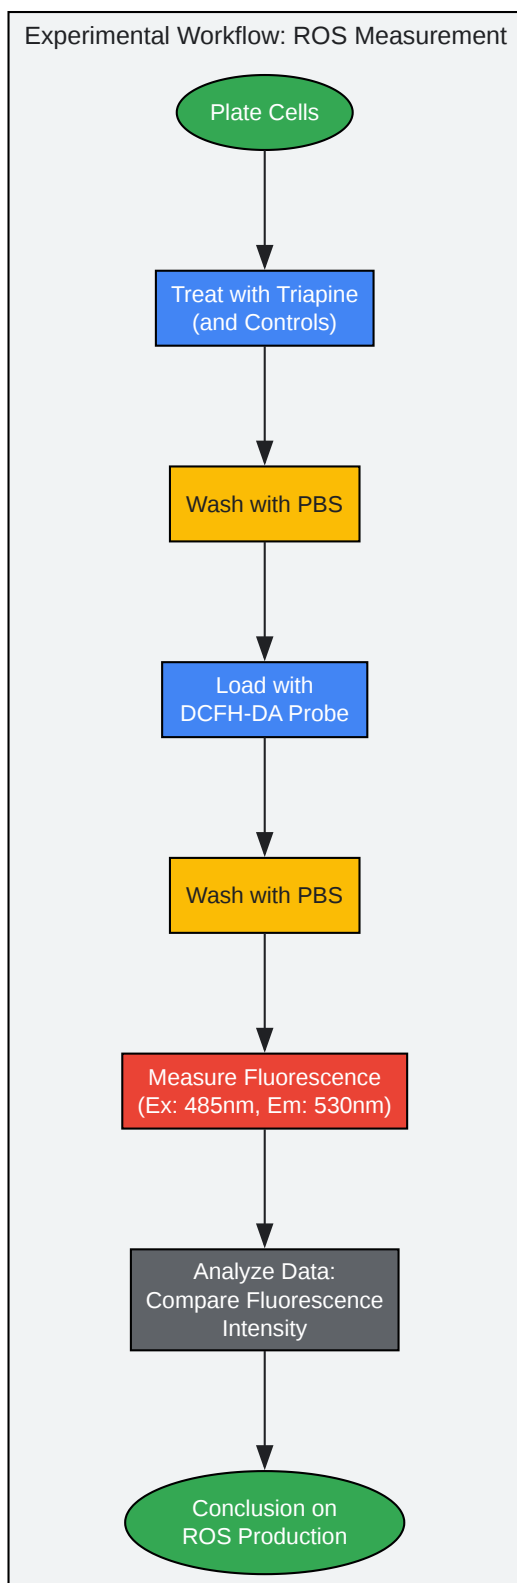 Experimental Workflow: ROS Measurement
Plate Cells
Treat with Triapine
(and Controls)
Wash with PBS
Load with
DCFH-DA Probe
Wash with PBS
Measure Fluorescence
(Ex: 485nm, Em: 530nm)
Analyze Data:
Compare Fluorescence
Intensity
Conclusion on
ROS Production